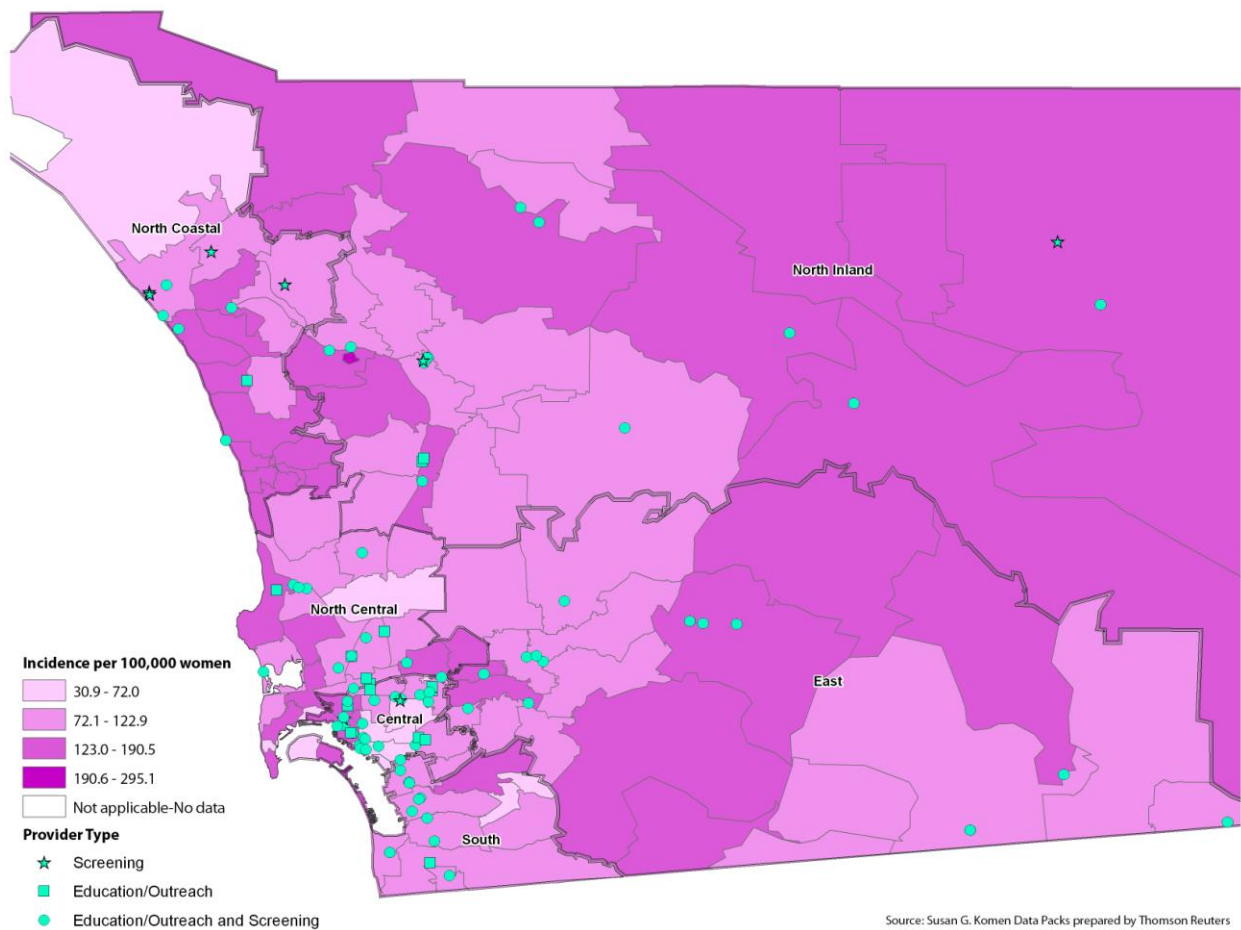 North Coastal
North Inland
North Central
East
Central
South
Incidence per 100,000 women
30.9 - 72.0
72.1 - 122.9
123.0 - 190.5
190.6 - 295.1
Not applicable-No data
Provider Type
Screening
Education/Outreach
Education/Outreach and Screening
Source: Susan G. Komen Data Packs prepared by Thomson Reuters